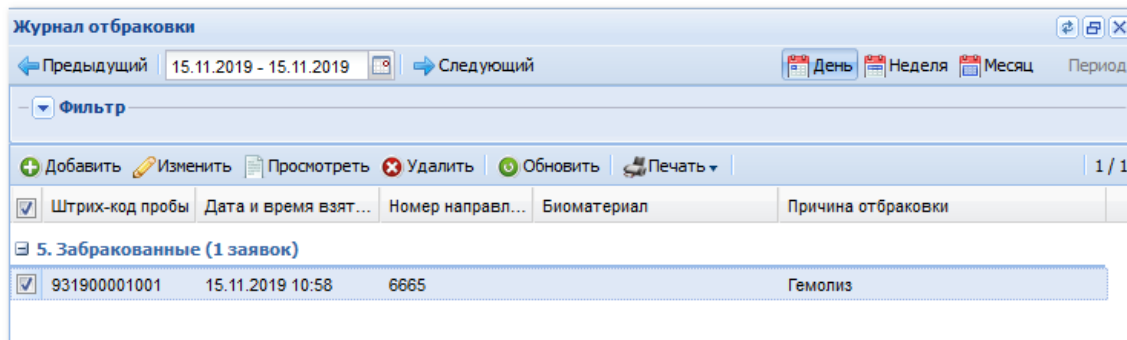 Журнал отбраковки
Предыдущий 15.11.2019 - 15.11.2019 Следующий День Неделя Месяц Период
Фильтр
Добавить Изменить Просмотреть Удалить Обновить Печать 1 / 1
Штрих-код пробы Дата и время взят... Номер направл... Биоматериал Причина отбраковки
5. Забракованные (1 заявок)
931900001001 15.11.2019 10:58 6665 Гемолиз